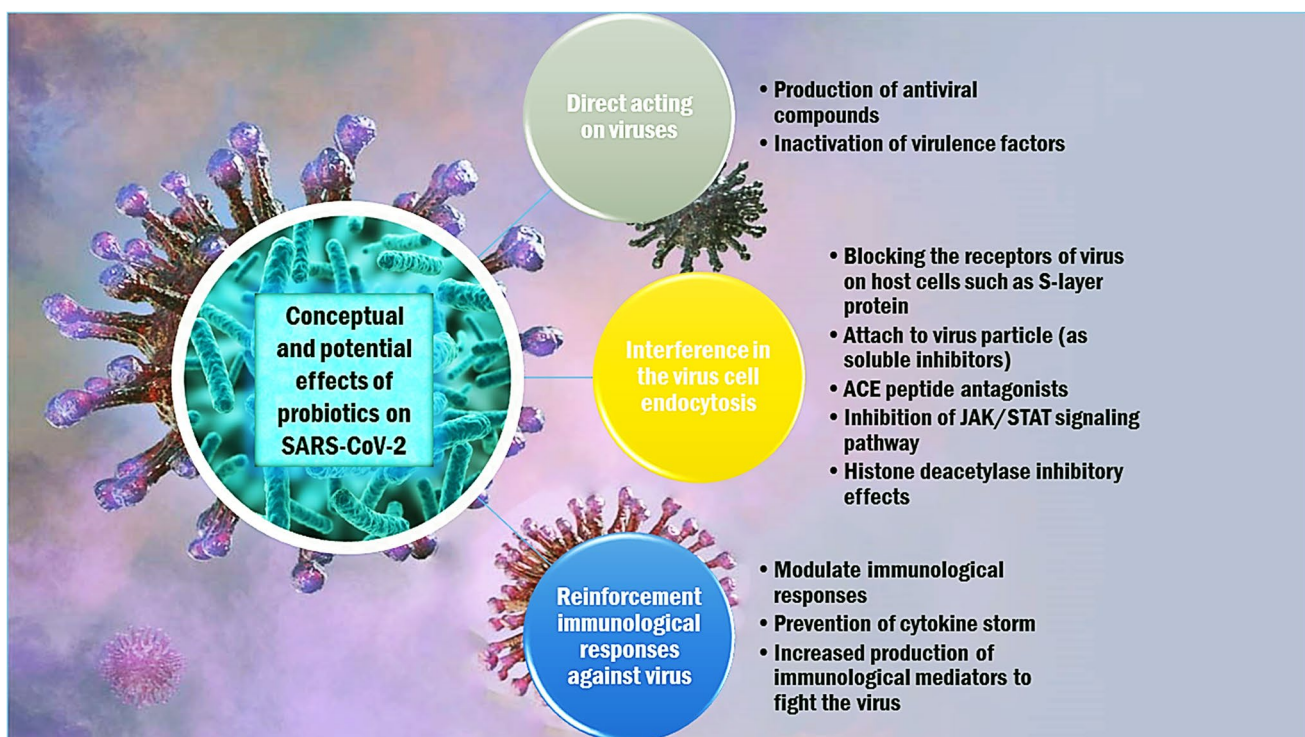 Conceptual
and potential
effects of
probiotics on
SARS-CoV-2
Direct acting
on viruses
• Production of antiviral
compounds
• Inactivation of virulence factors
Interference in
the virus cell
endocytosis
• Blocking the receptors of virus
on host cells such as S-layer
protein
• Attach to virus particle (as
soluble inhibitors)
• ACE peptide antagonists
• Inhibition of JAK/STAT signaling
pathway
• Histone deacetylase inhibitory
effects
Reinforcement
immunological
responses
against virus
• Modulate immunological
responses
• Prevention of cytokine storm
• Increased production of
immunological mediators to
fight the virus